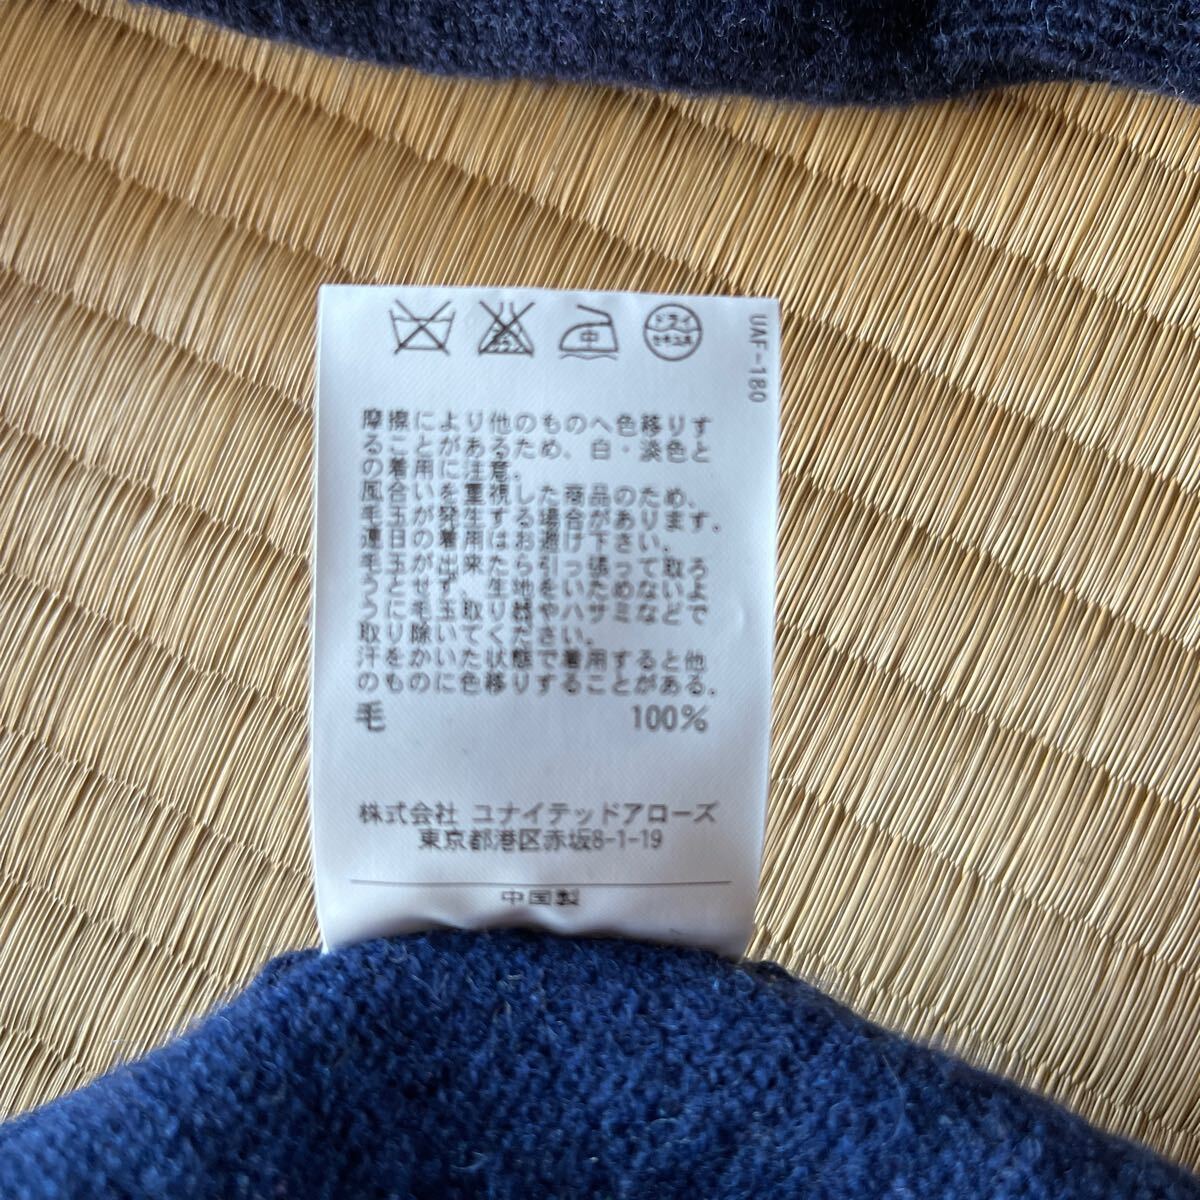 中
ドライ
セキユ系
UAF-180
摩擦により他のものへ色移りす
ることがあるため、白・淡色と
の着用に注意。
風合いを重視した商品のため、
毛玉が発生する場合があります。
連日の着用はお避け下さい。
毛玉が出来たら引っ張って取ろ
うとせず、生地をいためないよ
うに毛玉取り器やハサミなどで
取り除いてください。
汗をかいた状態で着用すると他
のものに色移りすることがある。
毛 100%
株式会社 ユナイテッドアローズ
東京都港区赤坂8-1-19
中国製